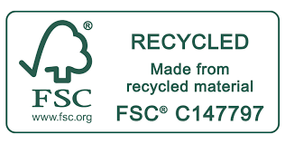 ®
FSC
www.fsc.org
RECYCLED
Made from
recycled material
FSC® C147797